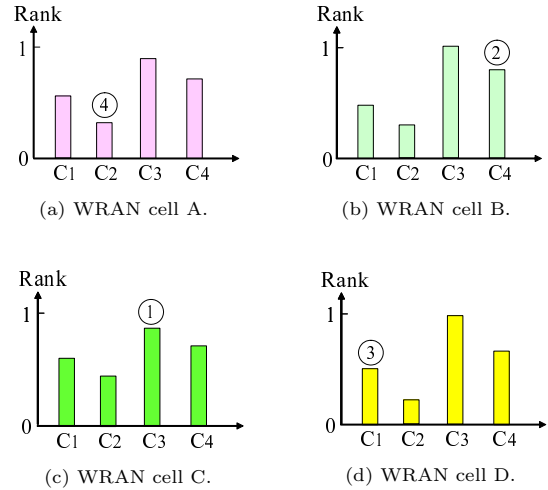 Rank
1
4
0
C1 C2 C3 C4
(a) WRAN cell A.
Rank
1
2
0
C1 C2 C3 C4
(b) WRAN cell B.
Rank
1
1
0
C1 C2 C3 C4
(c) WRAN cell C.
Rank
1
3
0
C1 C2 C3 C4
(d) WRAN cell D.